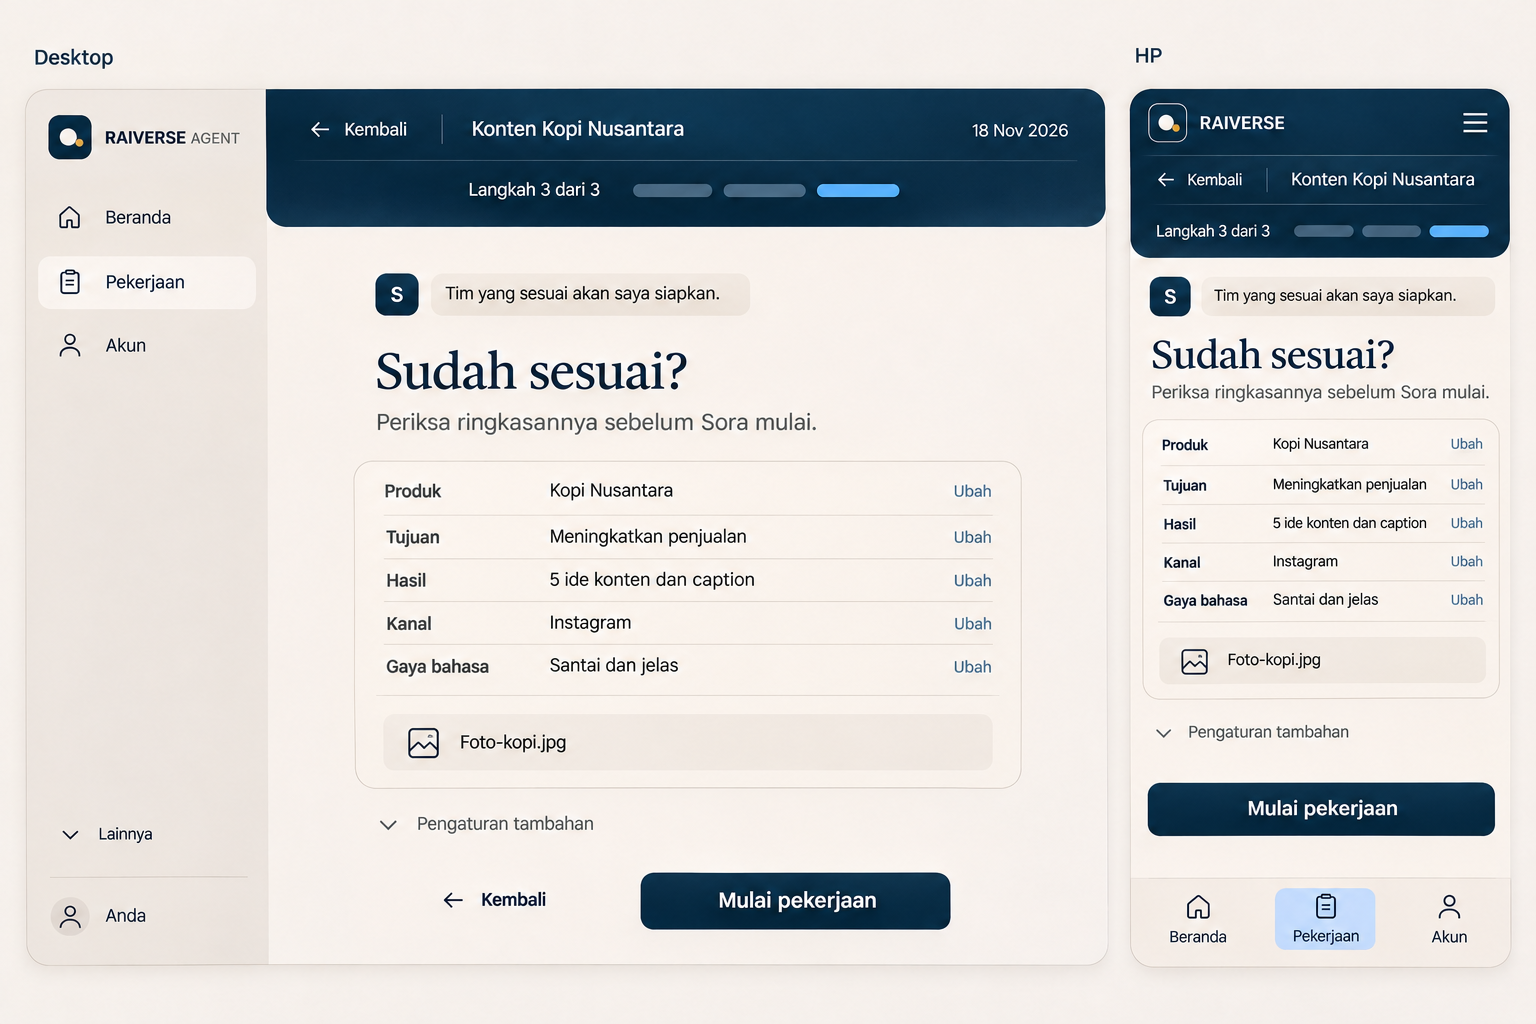 Desktop
RAIVERSE AGENT
Beranda
Pekerjaan
Akun
Lainnya
Anda
Kembali
Konten Kopi Nusantara
18 Nov 2026
Langkah 3 dari 3
S
Tim yang sesuai akan saya siapkan.
Sudah sesuai?
Periksa ringkasannya sebelum Sora mulai.
Produk Kopi Nusantara Ubah
Tujuan Meningkatkan penjualan Ubah
Hasil 5 ide konten dan caption Ubah
Kanal Instagram Ubah
Gaya bahasa Santai dan jelas Ubah
Foto-kopi.jpg
Pengaturan tambahan
Kembali
Mulai pekerjaan
HP
RAIVERSE
Kembali
Konten Kopi Nusantara
Langkah 3 dari 3
S
Tim yang sesuai akan saya siapkan.
Sudah sesuai?
Periksa ringkasannya sebelum Sora mulai.
Produk Kopi Nusantara Ubah
Tujuan Meningkatkan penjualan Ubah
Hasil 5 ide konten dan caption Ubah
Kanal Instagram Ubah
Gaya bahasa Santai dan jelas Ubah
Foto-kopi.jpg
Pengaturan tambahan
Mulai pekerjaan
Beranda
Pekerjaan
Akun